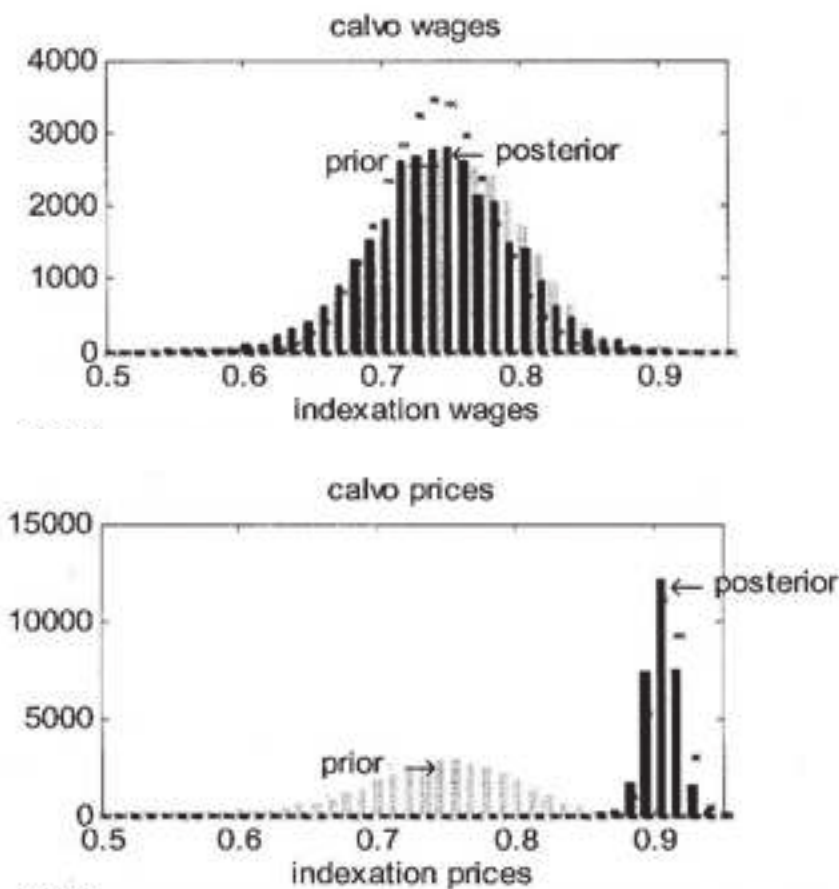 calvo wages
4000
3000
prior
posterior
2000
1000
0
0.5 0.6 0.7 0.8 0.9
indexation wages
calvo prices
15000
posterior
10000
5000
prior
0
0.5 0.6 0.7 0.8 0.9
indexation prices